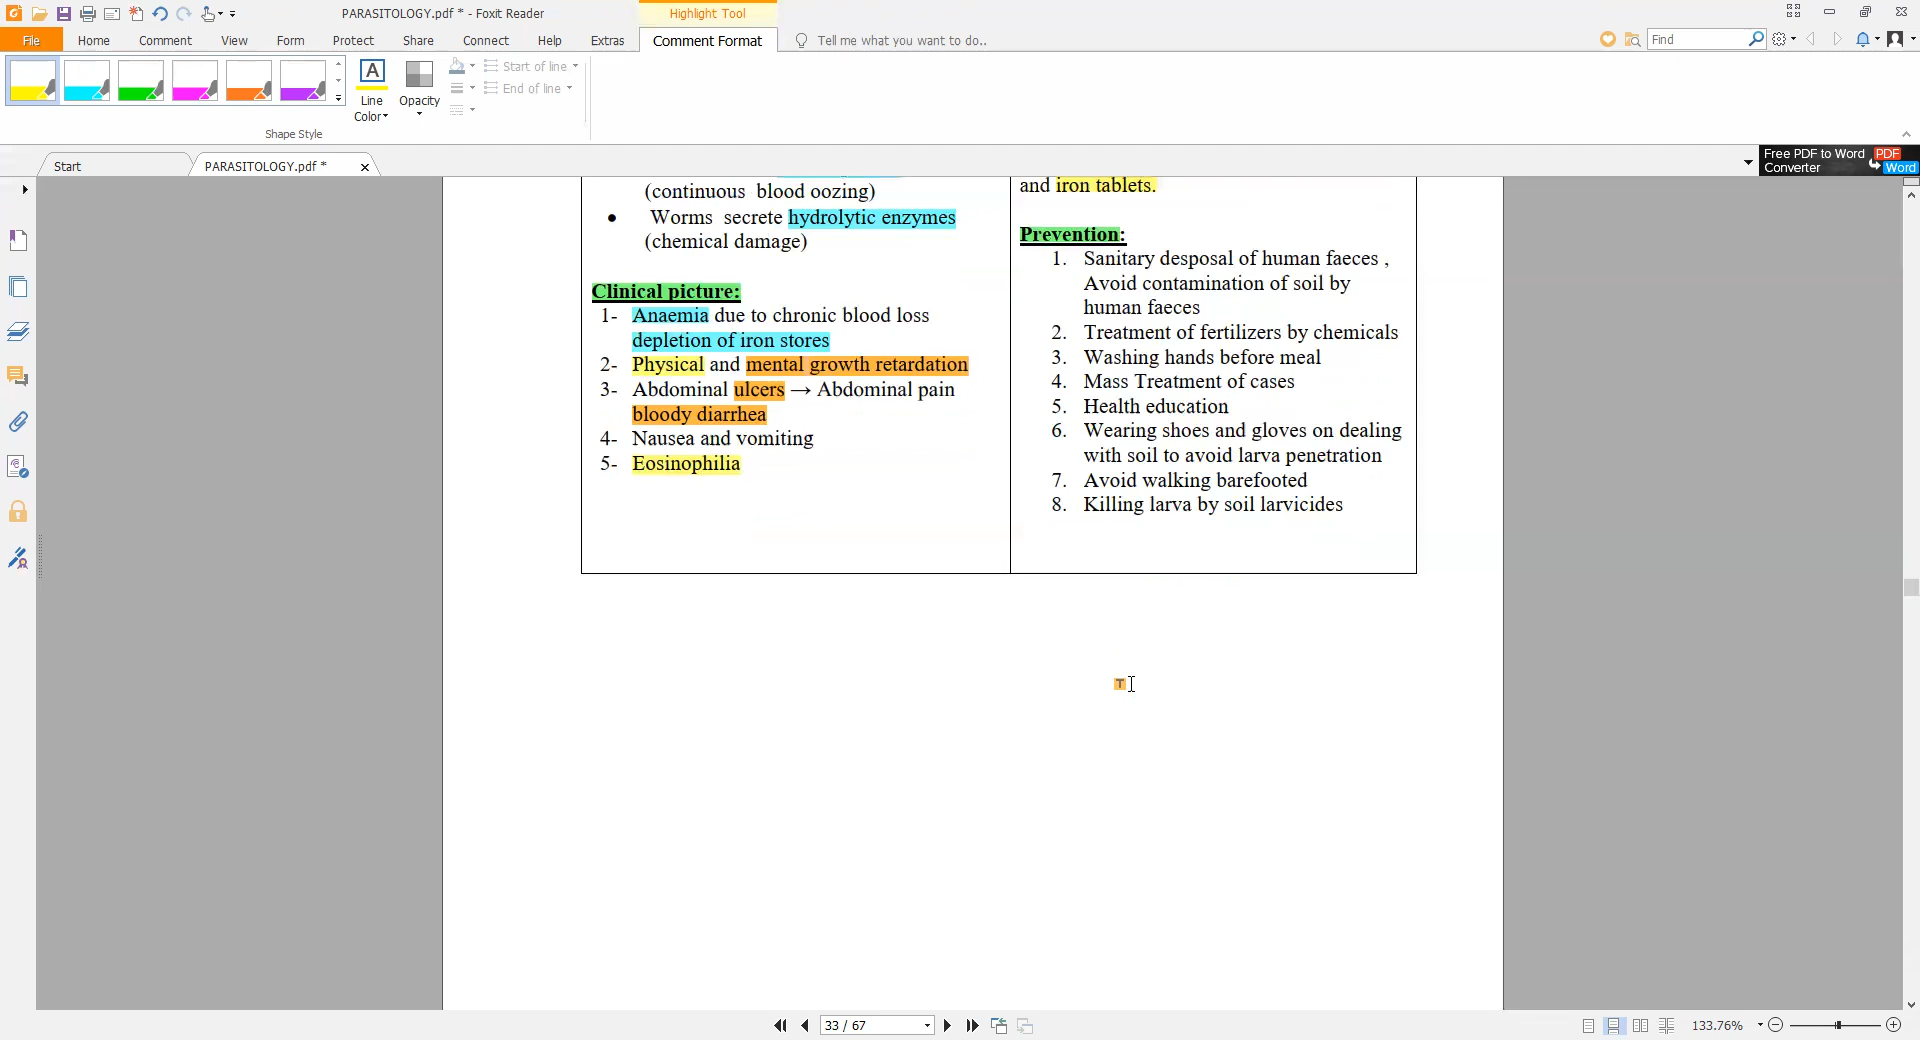 PARASITOLOGY.pdf * - Foxit Reader
Highlight Tool
File Home Comment View Form Protect Share Connect Help Extras Comment Format Tell me what you want to do.. Find
Line Color
Opacity
Start of line
End of line
Shape Style
Start
PARASITOLOGY.pdf *
Free PDF to Word Converter
PDF
Word
(continuous blood oozing)
• Worms secrete hydrolytic enzymes
(chemical damage)
Clinical picture:
1- Anaemia due to chronic blood loss
depletion of iron stores
2- Physical and mental growth retardation
3- Abdominal ulcers → Abdominal pain
bloody diarrhea
4- Nausea and vomiting
5- Eosinophilia
and iron tablets.
Prevention:
1. Sanitary desposal of human faeces ,
Avoid contamination of soil by
human faeces
2. Treatment of fertilizers by chemicals
3. Washing hands before meal
4. Mass Treatment of cases
5. Health education
6. Wearing shoes and gloves on dealing
with soil to avoid larva penetration
7. Avoid walking barefooted
8. Killing larva by soil larvicides
T
33 / 67
133.76%